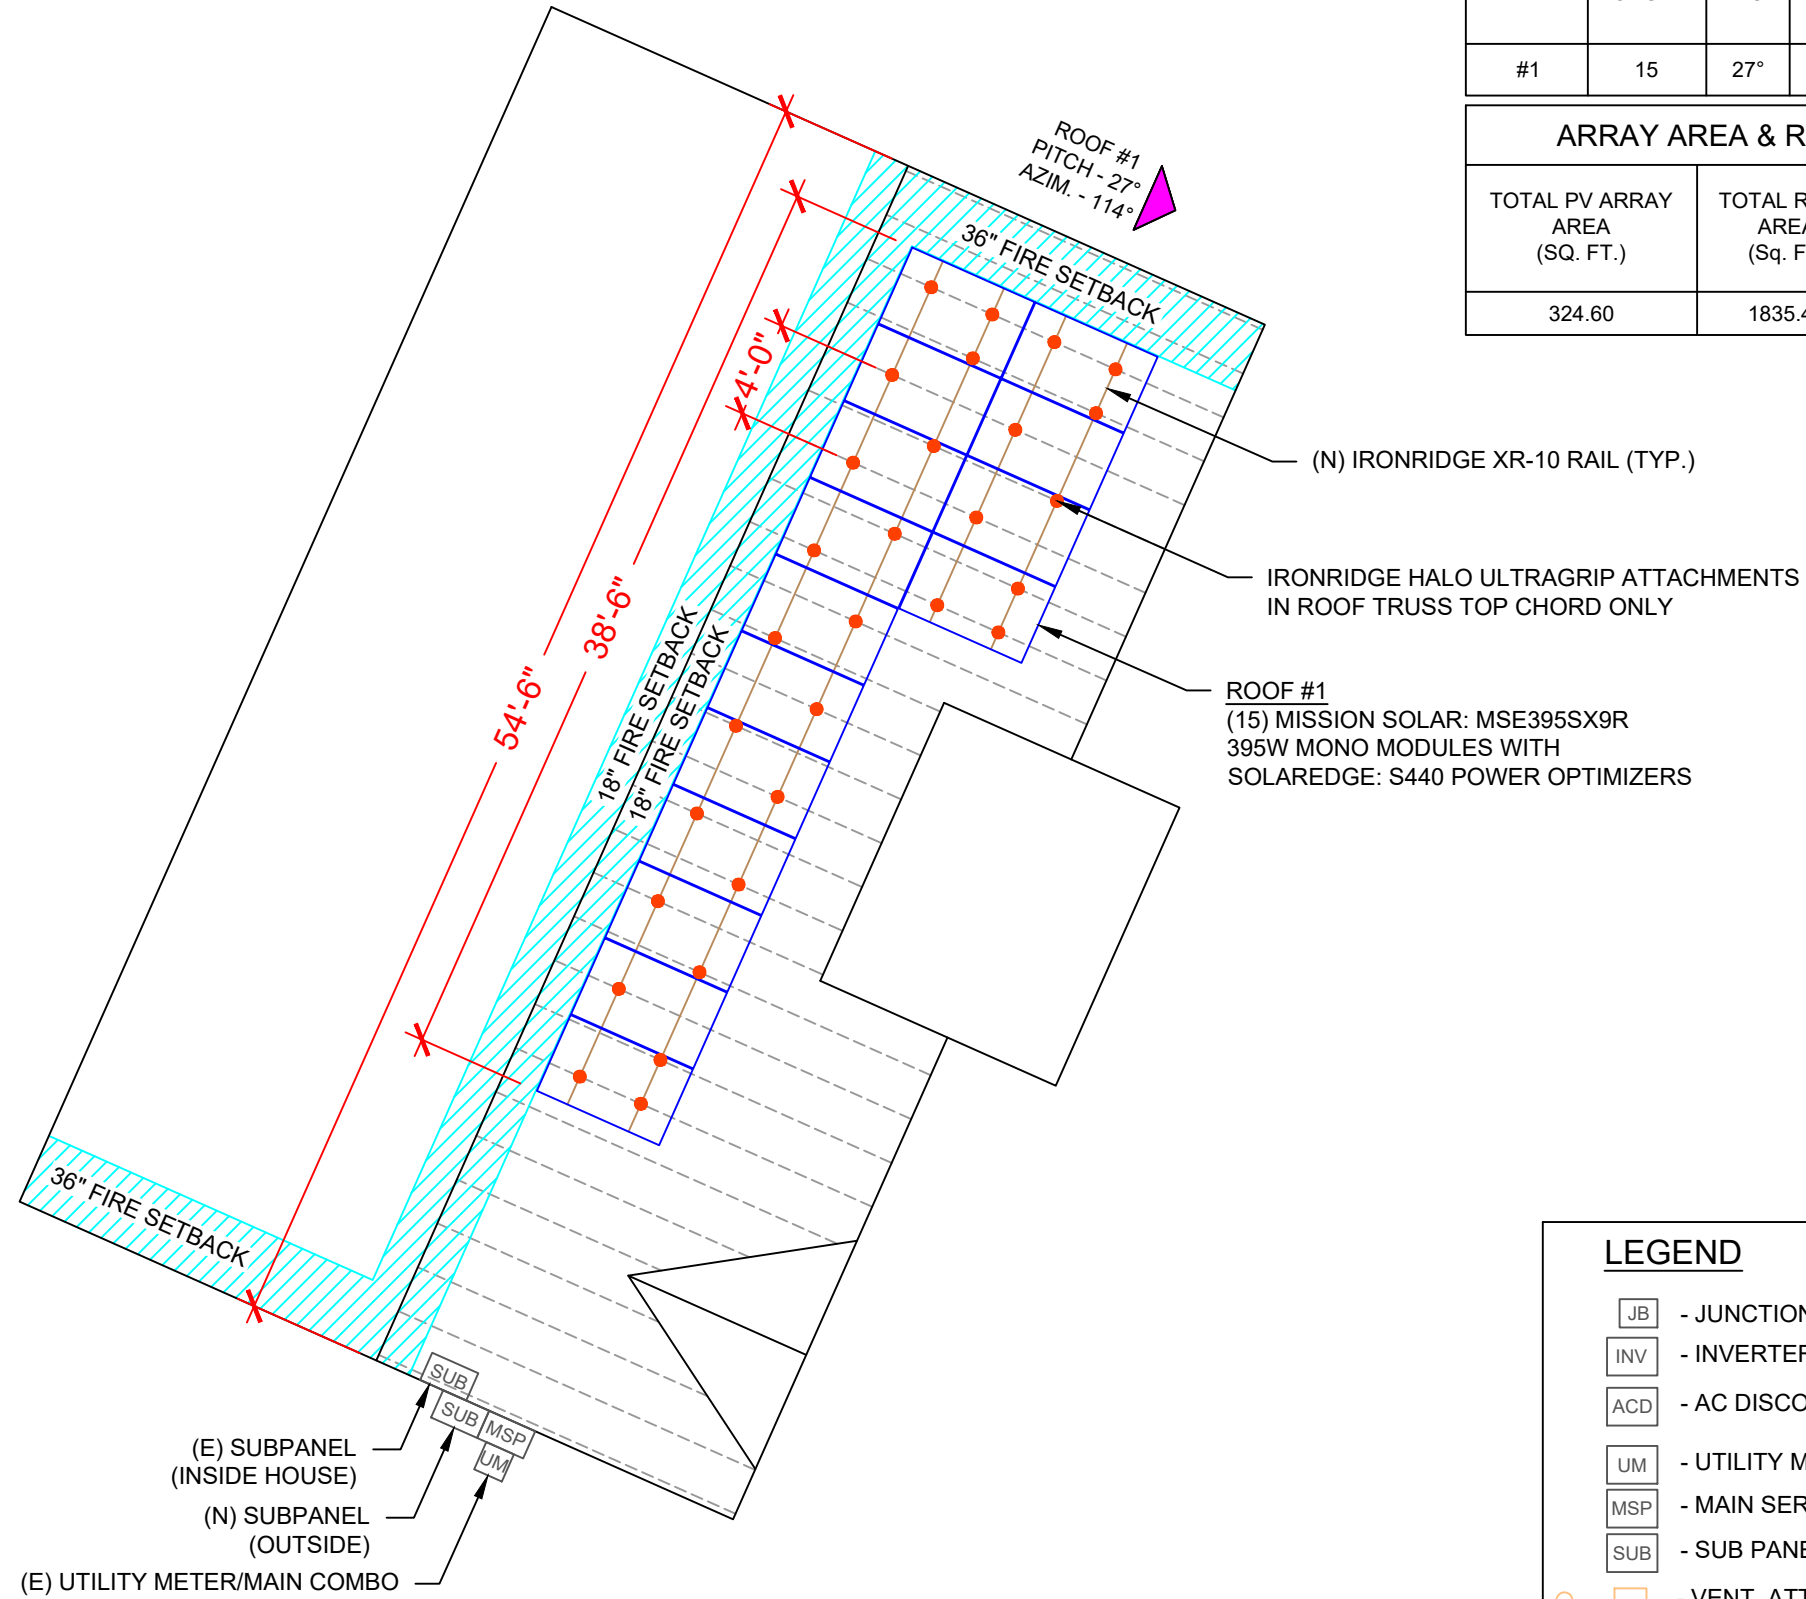 #1 15 27°
ARRAY AREA & R
TOTAL PV ARRAY
AREA
(SQ. FT.)
TOTAL R
AREA
(Sq. F
324.60 1835.4
ROOF #1
PITCH - 27°
AZIM. - 114°
36" FIRE SETBACK
4'-0"
38'-6"
54'-6"
18" FIRE SETBACK
18" FIRE SETBACK
36" FIRE SETBACK
(N) IRONRIDGE XR-10 RAIL (TYP.)
IRONRIDGE HALO ULTRAGRIP ATTACHMENTS
IN ROOF TRUSS TOP CHORD ONLY
ROOF #1
(15) MISSION SOLAR: MSE395SX9R
395W MONO MODULES WITH
SOLAREDGE: S440 POWER OPTIMIZERS
SUB
SUB
MSP
UM
(E) SUBPANEL
(INSIDE HOUSE)
(N) SUBPANEL
(OUTSIDE)
(E) UTILITY METER/MAIN COMBO
LEGEND
JB - JUNCTION
INV - INVERTER
ACD - AC DISCO
UM - UTILITY M
MSP - MAIN SER
SUB - SUB PANE
- VENT, ATT